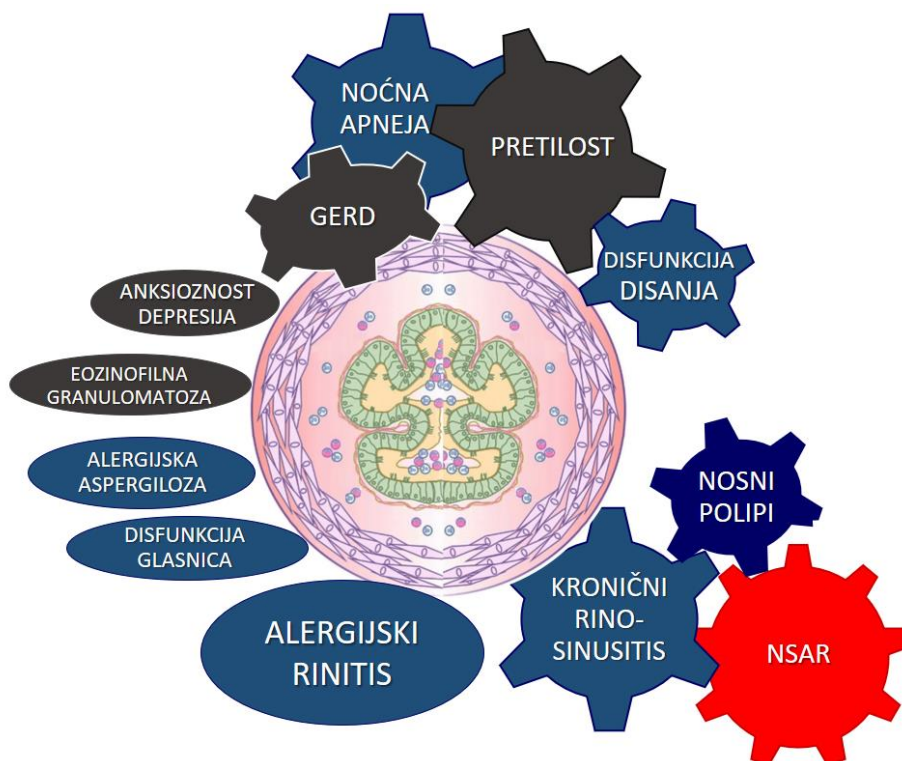 NOĆNA
APNEJA
PRETILOST
GERD
DISFUNKCIJA
DISANJA
ANKSIOZNOST
DEPRESIJA
EOZINOFILNA
GRANULOMATOZA
ALERGIJSKA
ASPERGILOZA
DISFUNKCIJA
GLASNICA
NOSNI
POLIPI
KRONIČNI
RINO-
SINUSITIS
ALERGIJSKI
RINITIS
NSAR